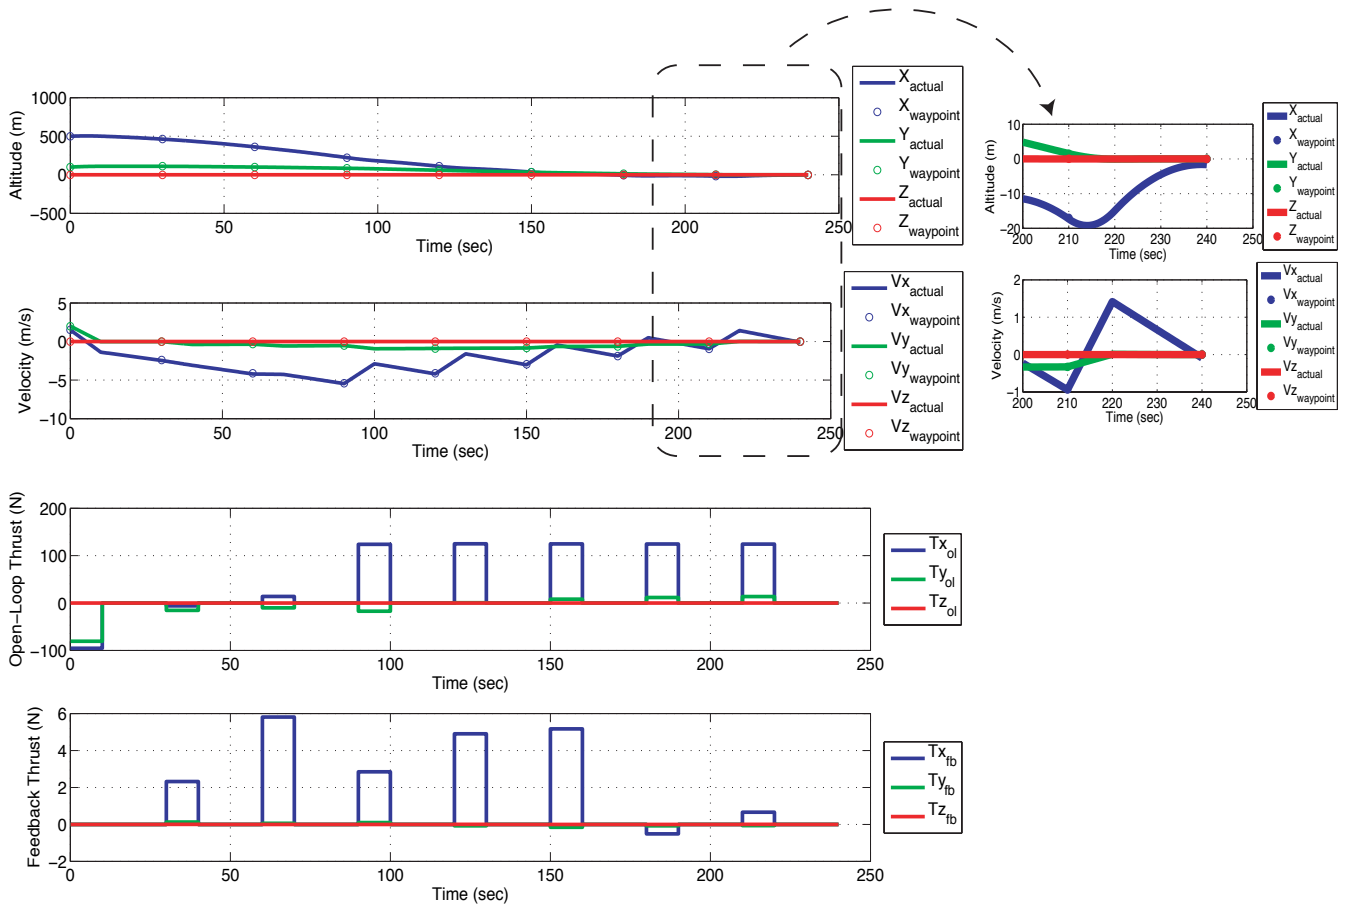 1000
500
0
−500
Altitude (m)
0 50 100 150 200 250
Time (sec)
X actual
X waypoint
Y actual
Y waypoint
Z actual
Z waypoint
10
0
−10
−20
Altitude (m)
200 210 220 230 240 250
Time (sec)
X actual
X waypoint
Y actual
Y waypoint
Z actual
Z waypoint
5
0
−5
−10
Velocity (m/s)
0 50 100 150 200 250
Time (sec)
Vx actual
Vx waypoint
Vy actual
Vy waypoint
Vz actual
Vz waypoint
2
1
0
−1
Velocity (m/s)
200 210 220 230 240 250
Time (sec)
Vx actual
Vx waypoint
Vy actual
Vy waypoint
Vz actual
Vz waypoint
200
100
0
−100
Open−Loop Thrust (N)
0 50 100 150 200 250
Time (sec)
Tx ol
Ty ol
Tz ol
6
4
2
0
−2
Feedback Thrust (N)
0 50 100 150 200 250
Time (sec)
Tx fb
Ty fb
Tz fb